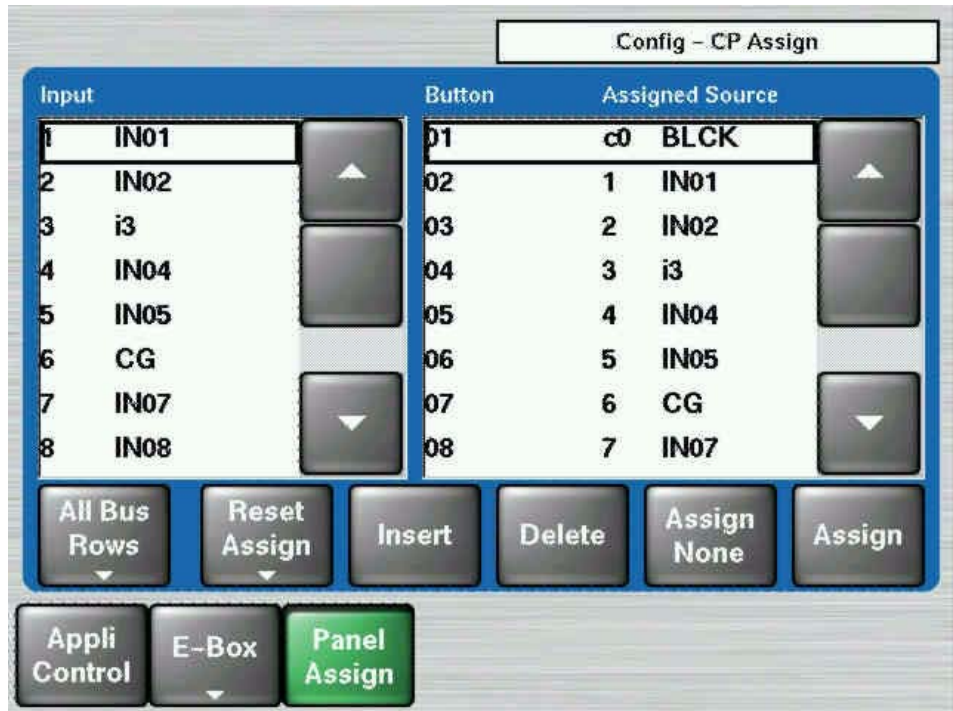 Config - CP Assign
Input Button Assigned Source
1 IN01 01 c0 BLCK
2 IN02 02 1 IN01
3 i3 03 2 IN02
4 IN04 04 3 i3
5 IN05 05 4 IN04
6 CG 06 5 IN05
7 IN07 07 6 CG
8 IN08 08 7 IN07
All Bus Rows
Reset Assign
Insert
Delete
Assign None
Assign
Appli Control
E-Box
Panel Assign